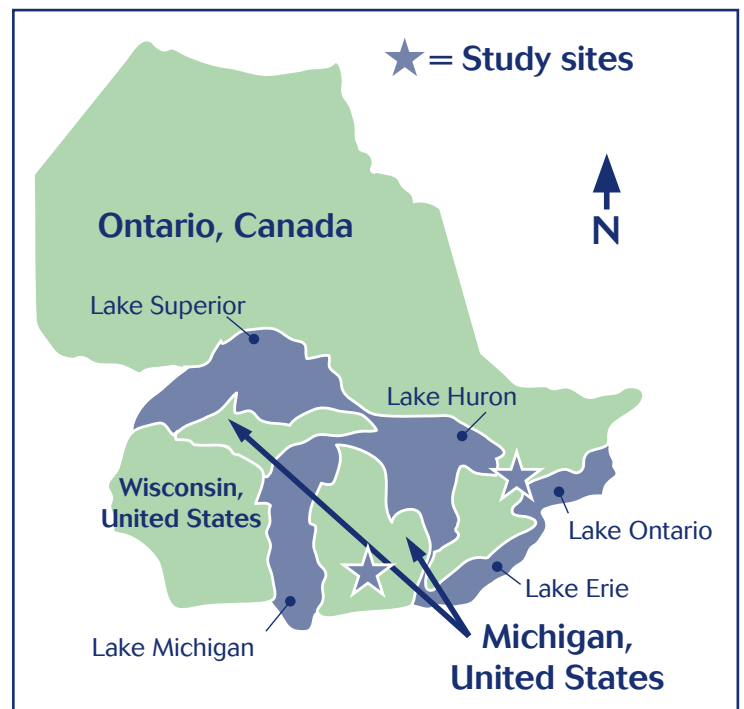 = Study sites
N
Ontario, Canada
Lake Superior
Lake Huron
Wisconsin,
United States
Lake Ontario
Lake Erie
Lake Michigan
Michigan,
United States